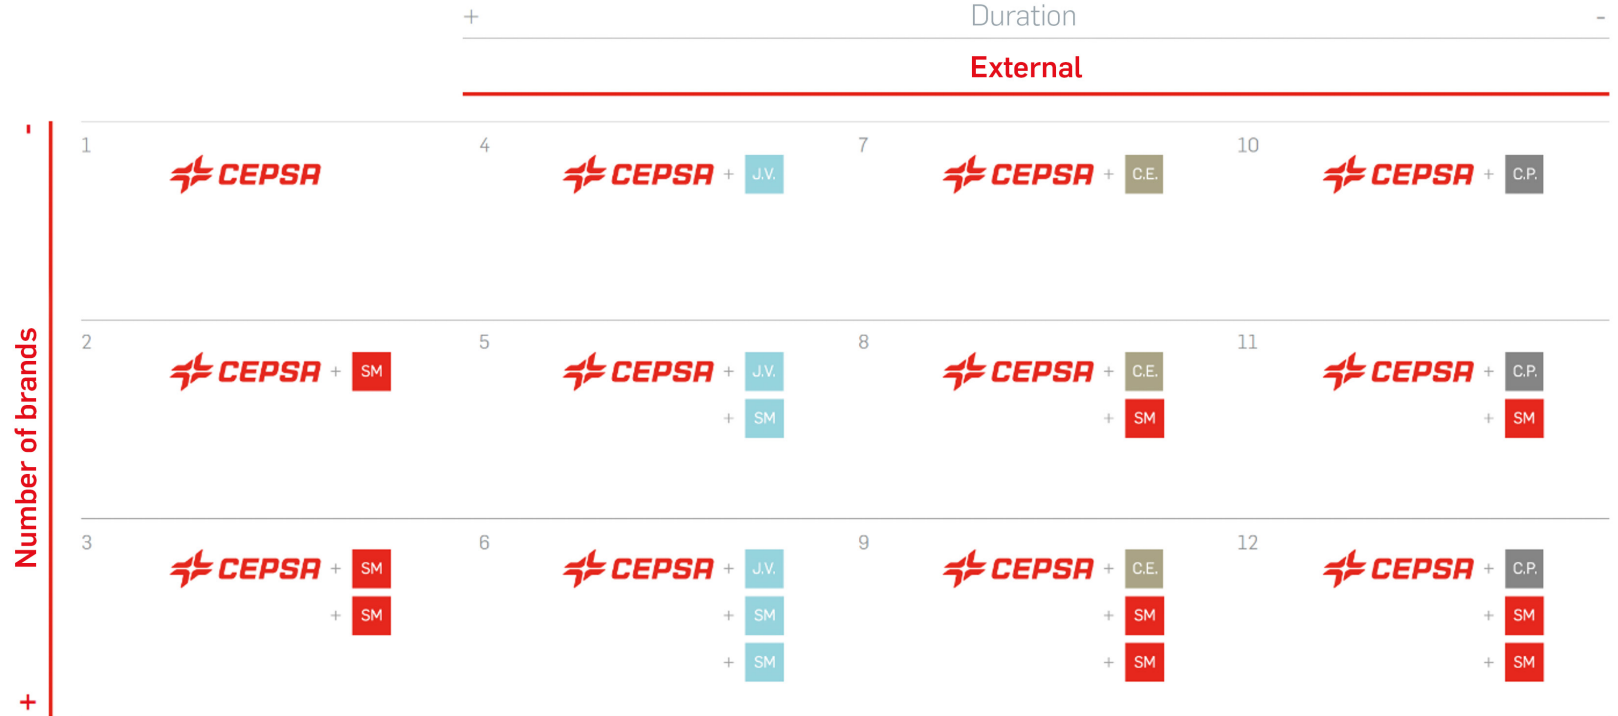 + Duration -
External
Number of brands
-
+
1 4 7 10
CEPSA CEPSA + J.V. CEPSA + C.E. CEPSA + C.P.
2 5 8 11
CEPSA + SM CEPSA + J.V. CEPSA + C.E. CEPSA + C.P.
+ SM + SM + SM
3 6 9 12
CEPSA + SM CEPSA + J.V. CEPSA + C.E. CEPSA + C.P.
+ SM + SM + SM + SM
+ SM + SM + SM